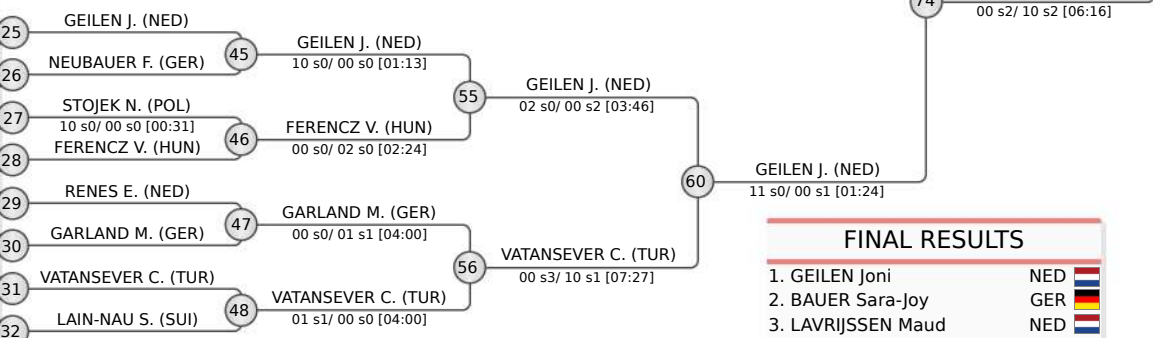 74
00 s2/ 10 s2 [06:16]
25
GEILEN J. (NED)
26
NEUBAUER F. (GER)
45
GEILEN J. (NED)
10 s0/ 00 s0 [01:13]
27
STOJEK N. (POL)
10 s0/ 00 s0 [00:31]
28
FERENCZ V. (HUN)
46
FERENCZ V. (HUN)
00 s0/ 02 s0 [02:24]
55
GEILEN J. (NED)
02 s0/ 00 s2 [03:46]
29
RENES E. (NED)
30
GARLAND M. (GER)
47
GARLAND M. (GER)
00 s0/ 01 s1 [04:00]
31
VATANSEVER C. (TUR)
32
LAIN-NAU S. (SUI)
48
VATANSEVER C. (TUR)
01 s1/ 00 s0 [04:00]
56
VATANSEVER C. (TUR)
00 s3/ 10 s1 [07:27]
60
GEILEN J. (NED)
11 s0/ 00 s1 [01:24]
FINAL RESULTS
1. GEILEN Joni NED
2. BAUER Sara-Joy GER
3. LAVRIJSSEN Maud NED